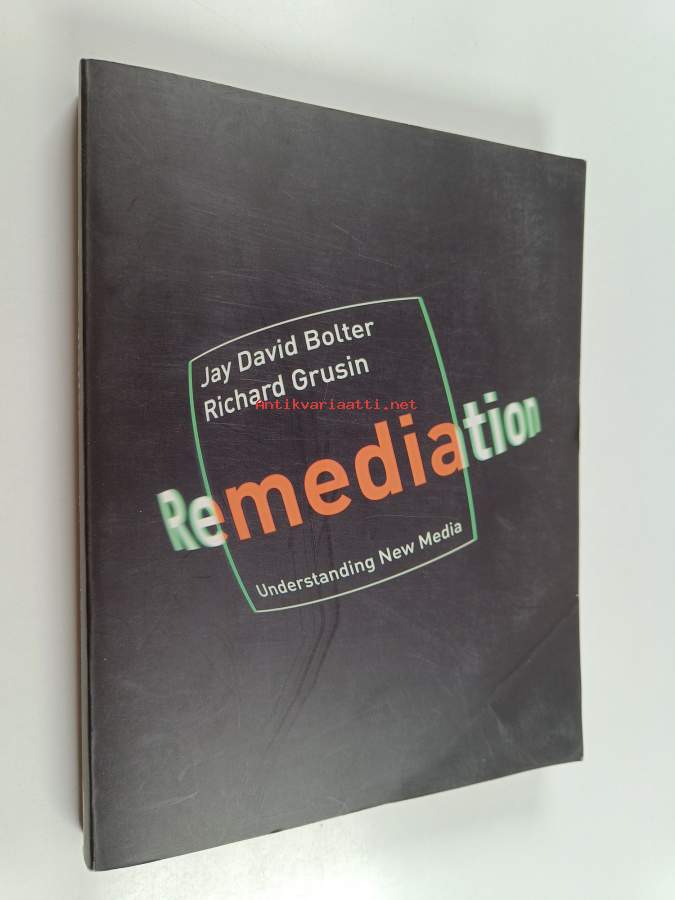 Jay David Bolter
Richard Grusin
Antikvariaatti.net
Remediation
Understanding New Media